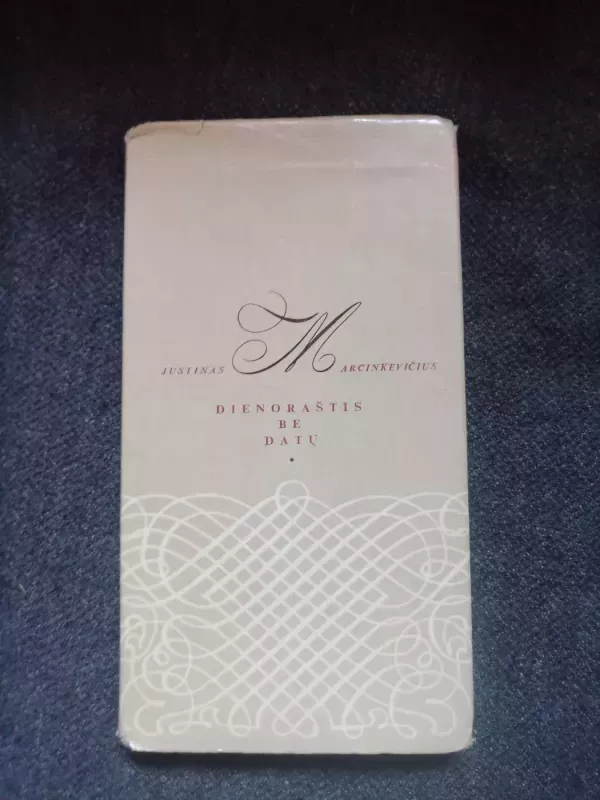 JUSTINAS MARCINKEVIČIUS
DIENORAŠTIS
BE
DATŲ